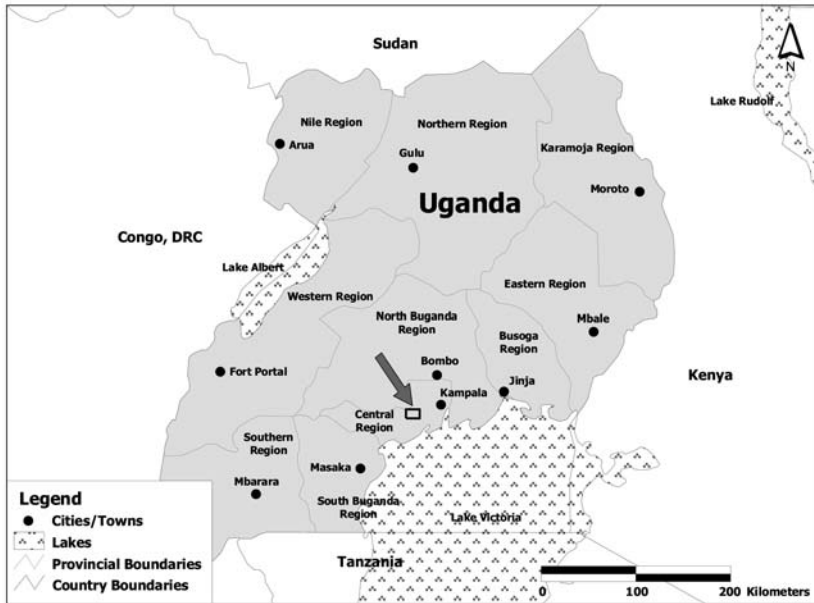 Sudan
N
Lake Rudolf
Nile Region
Northern Region
Arua
Gulu
Karamoja Region
Moroto
Uganda
Congo, DRC
Lake Albert
Western Region
Eastern Region
North Buganda
Region
Mbale
Busoga
Region
Bombo
Fort Portal
Jinja
Kenya
Kampala
Central
Region
Southern
Region
Masaka
Mbarara
South Buganda
Region
Lake Victoria
Tanzania
Legend
Cities/Towns
Lakes
Provincial Boundaries
Country Boundaries
0 100 200 Kilometers